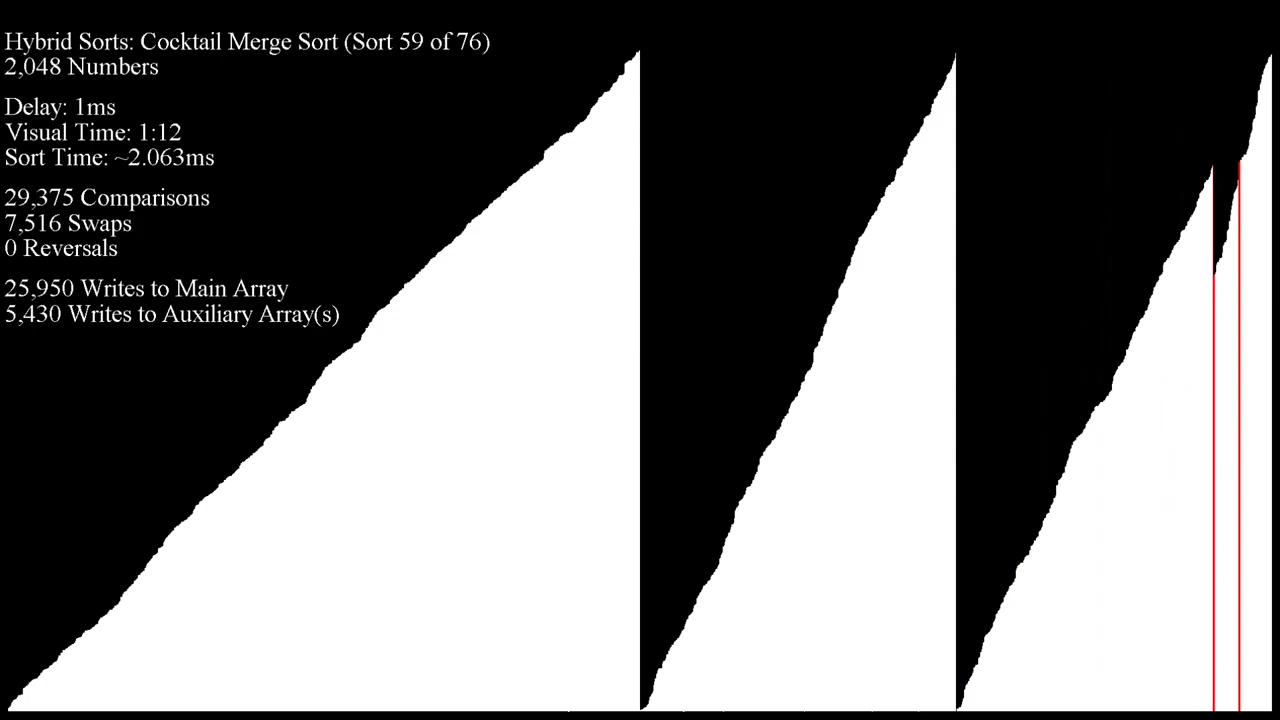 Hybrid Sorts: Cocktail Merge Sort (Sort 59 of 76)
2,048 Numbers
Delay: 1ms
Visual Time: 1:12
Sort Time: ~2.063ms
29,375 Comparisons
7,516 Swaps
0 Reversals
25,950 Writes to Main Array
5,430 Writes to Auxiliary Array(s)